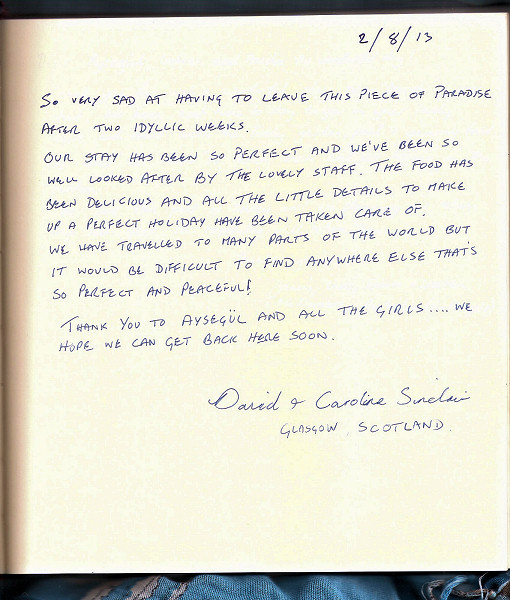 2/8/13
SO VERY SAD AT HAVING TO LEAVE THIS PIECE OF PARADISE
AFTER TWO IDYLLIC WEEKS.
OUR STAY HAS BEEN SO PERFECT AND WE'VE BEEN SO
WELL LOOKED AFTER BY THE LOVELY STAFF. THE FOOD HAS
BEEN DELICIOUS AND ALL THE LITTLE DETAILS TO MAKE
UP A PERFECT HOLIDAY HAVE BEEN TAKEN CARE OF.
WE HAVE TRAVELLED TO MANY PARTS OF THE WORLD BUT
IT WOULD BE DIFFICULT TO FIND ANYWHERE ELSE THAT'S
SO PERFECT AND PEACEFUL!
THANK YOU TO AYSEGÜL AND ALL THE GIRLS.... WE
HOPE WE CAN GET BACK HERE SOON.
David & Caroline Sinclair
GLASGOW, SCOTLAND.